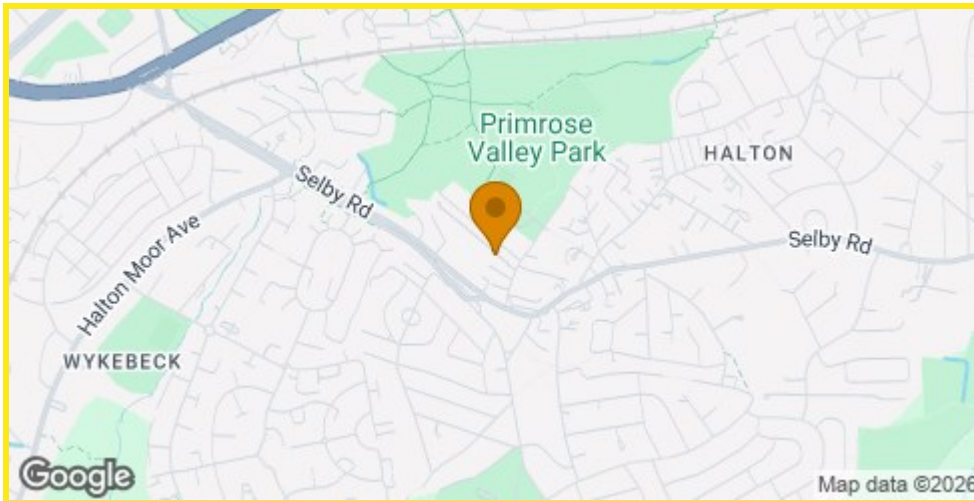 Primrose
Valley Park
HALTON
Selby Rd
Halton Moor Ave
Selby Rd
WYKEBECK
Google
Map data ©2026